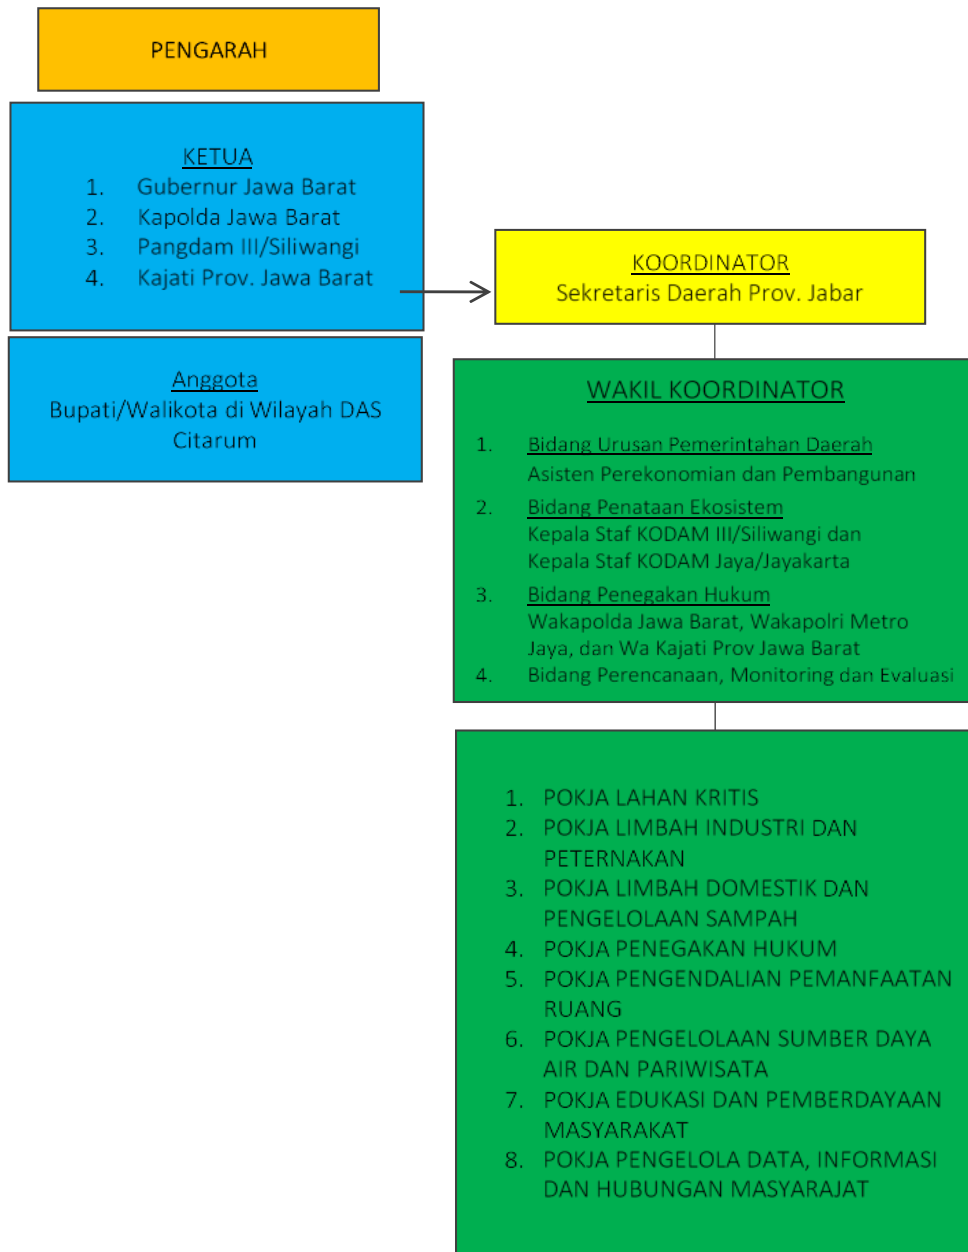 PENGARAH
KETUA
1. Gubernur Jawa Barat
2. Kapolda Jawa Barat
3. Pangdam III/Siliwangi
4. Kajati Prov. Jawa Barat
Anggota
Bupati/Walikota di Wilayah DAS
Citarum
KOORDINATOR
Sekretaris Daerah Prov. Jabar
WAKIL KOORDINATOR
1. Bidang Urusan Pemerintahan Daerah
Asisten Perekonomian dan Pembangunan
2. Bidang Penataan Ekosistem
Kepala Staf KODAM III/Siliwangi dan
Kepala Staf KODAM Jaya/Jayakarta
3. Bidang Penegakan Hukum
Wakapolda Jawa Barat, Wakapolri Metro
Jaya, dan Wa Kajati Prov Jawa Barat
4. Bidang Perencanaan, Monitoring dan Evaluasi
1. POKJA LAHAN KRITIS
2. POKJA LIMBAH INDUSTRI DAN
PETERNAKAN
3. POKJA LIMBAH DOMESTIK DAN
PENGELOLAAN SAMPAH
4. POKJA PENEGAKAN HUKUM
5. POKJA PENGENDALIAN PEMANFAATAN
RUANG
6. POKJA PENGELOLAAN SUMBER DAYA
AIR DAN PARIWISATA
7. POKJA EDUKASI DAN PEMBERDAYAAN
MASYARAKAT
8. POKJA PENGELOLA DATA, INFORMASI
DAN HUBUNGAN MASYARAJAT